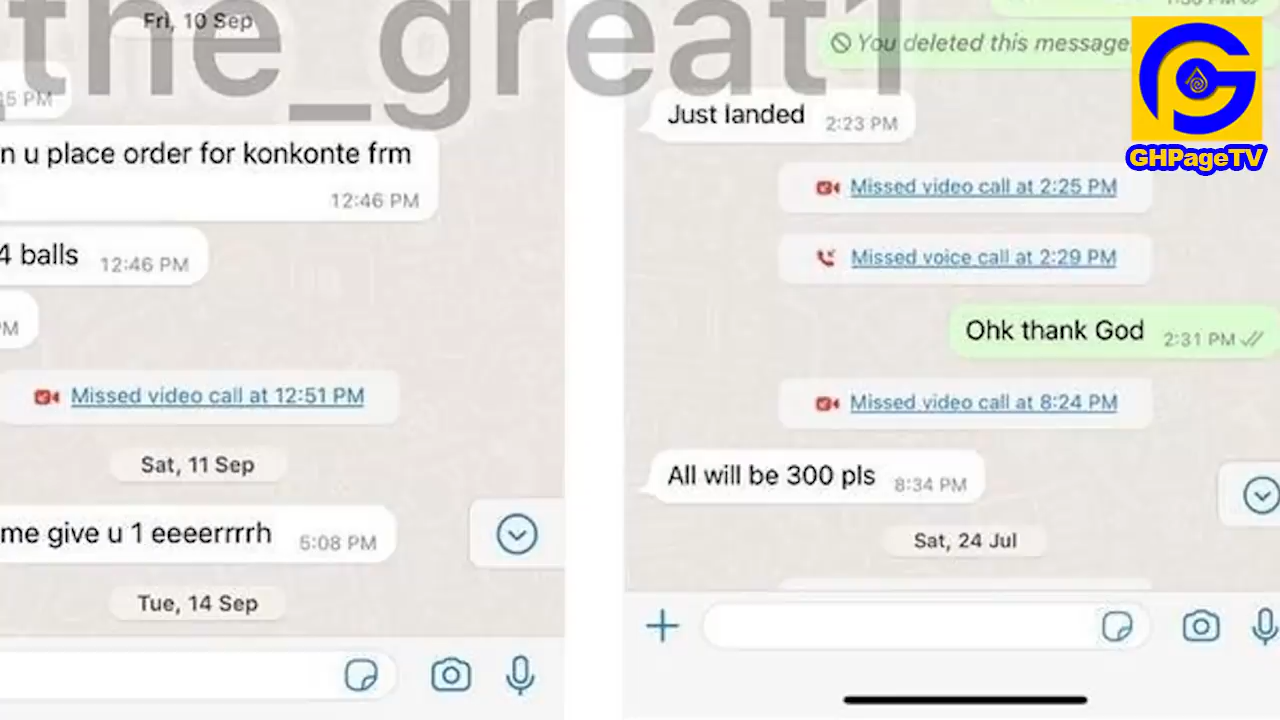 _the_great1
Fri, 10 Sep
5 PM
n u place order for konkonte frm
12:46 PM
4 balls 12:46 PM
PM
Missed video call at 12:51 PM
Sat, 11 Sep
me give u 1 eeeerrrrh 5:08 PM
Tue, 14 Sep
You deleted this message.
Just landed 2:23 PM
Missed video call at 2:25 PM
Missed voice call at 2:29 PM
Ohk thank God 2:31 PM
Missed video call at 8:24 PM
All will be 300 pls 8:34 PM
Sat, 24 Jul
GHPageTV